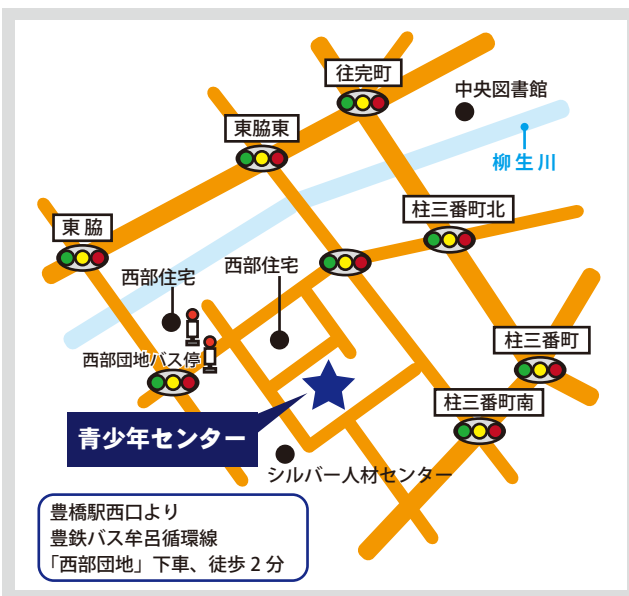 往完町
中央図書館
東脇東
柳生川
東脇
柱三番町北
西部住宅
西部住宅
柱三番町
西部団地バス停
柱三番町南
青少年センター
シルバー人材センター
豊橋駅西口より
豊鉄バス牟呂循環線
「西部団地」下車、徒歩2分